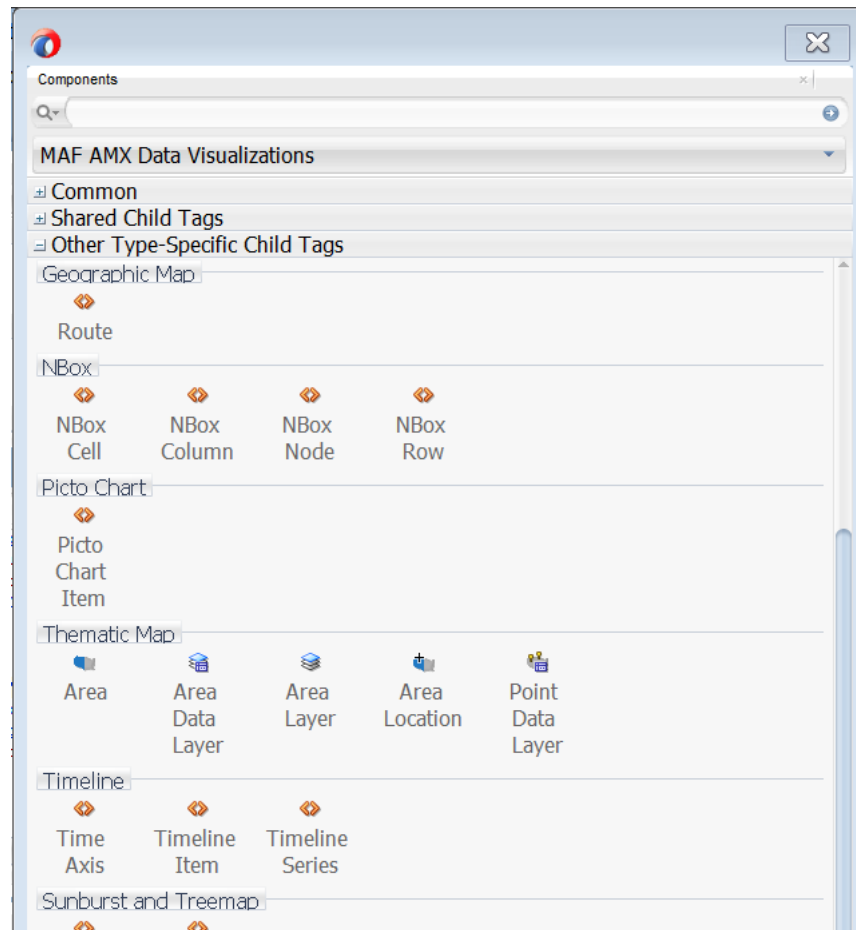 Components
MAF AMX Data Visualizations
Common
Shared Child Tags
Other Type-Specific Child Tags
Geographic Map
Route
NBox
NBox NBox NBox NBox
Cell Column Node Row
Picto Chart
Picto
Chart
Item
Thematic Map
Area Area Area Area Point
Data Layer Location Data
Layer Layer
Timeline
Time Timeline Timeline
Axis Item Series
Sunburst and Treemap